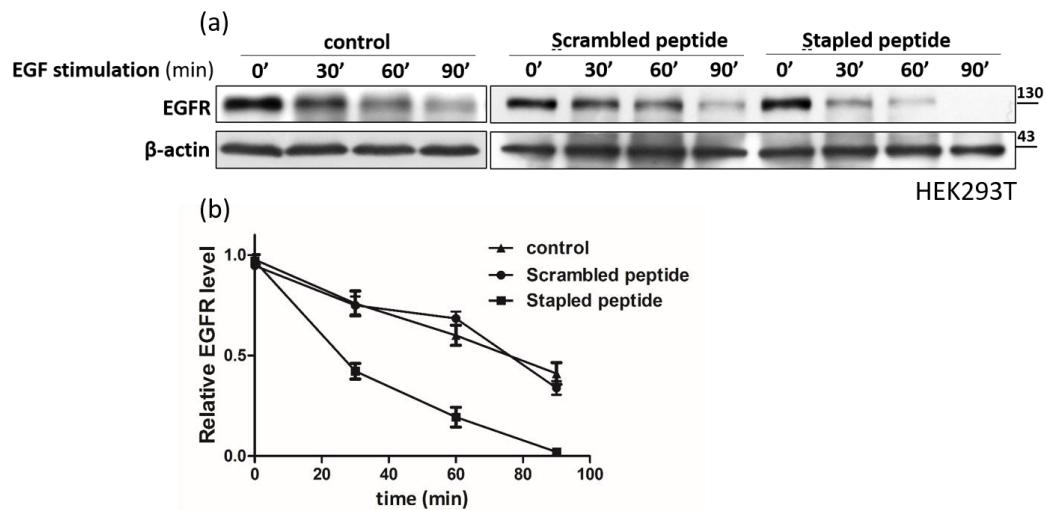 (a)
control Scrambled peptide Stapled peptide
EGF stimulation (min) 0’ 30’ 60’ 90’ 0’ 30’ 60’ 90’ 0’ 30’ 60’ 90’
EGFR 130
β-actin 43
HEK293T
(b)
Relative EGFR level
1.0
0.5
0.0
control
Scrambled peptide
Stapled peptide
0 20 40 60 80 100
time (min)